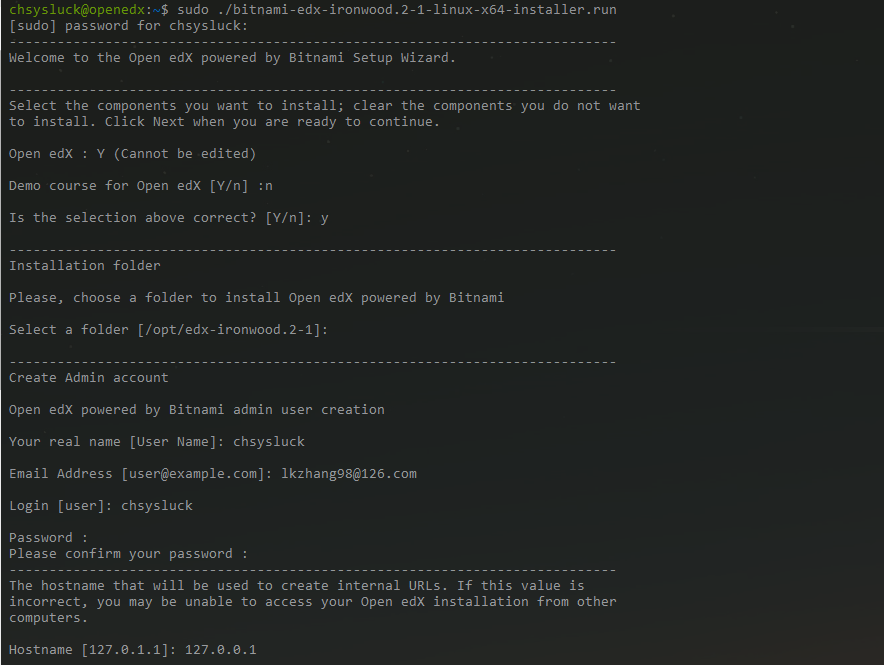 chsysluck@openedx:~$ sudo ./bitnami-edx-ironwood.2-1-linux-x64-installer.run
[sudo] password for chsysluck:
----------------------------------------------------------------------------
Welcome to the Open edX powered by Bitnami Setup Wizard.
----------------------------------------------------------------------------
Select the components you want to install; clear the components you do not want
to install. Click Next when you are ready to continue.
Open edX : Y (Cannot be edited)
Demo course for Open edX [Y/n] :n
Is the selection above correct? [Y/n]: y
----------------------------------------------------------------------------
Installation folder
Please, choose a folder to install Open edX powered by Bitnami
Select a folder [/opt/edx-ironwood.2-1]:
----------------------------------------------------------------------------
Create Admin account
Open edX powered by Bitnami admin user creation
Your real name [User Name]: chsysluck
Email Address [user@example.com]: lkzhang98@126.com
Login [user]: chsysluck
Password :
Please confirm your password :
----------------------------------------------------------------------------
The hostname that will be used to create internal URLs. If this value is
incorrect, you may be unable to access your Open edX installation from other
computers.
Hostname [127.0.1.1]: 127.0.0.1